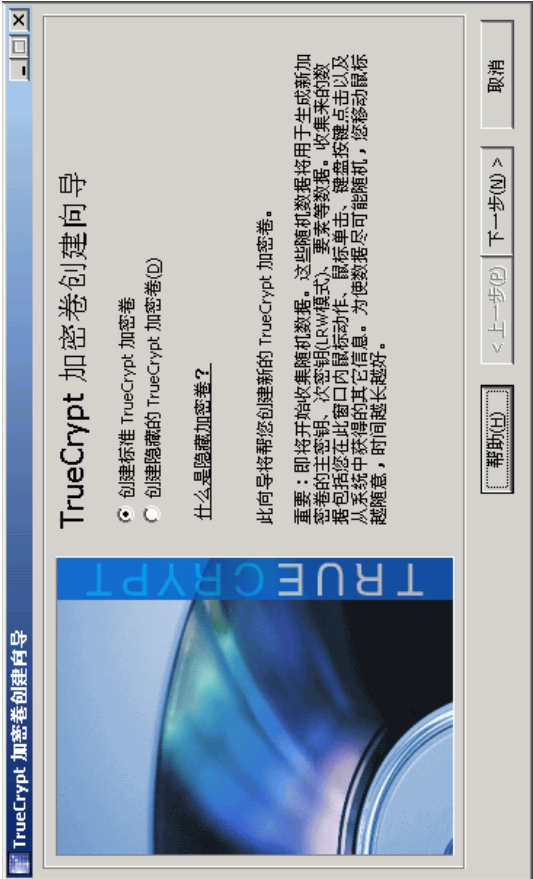 TrueCrypt 加密卷创建向导
TRUECRYPT
TrueCrypt 加密卷创建向导
创建标准 TrueCrypt 加密卷
创建隐藏的 TrueCrypt 加密卷(D)
什么是隐藏加密卷？
此向导将帮您创建新的 TrueCrypt 加密卷。
重要：即将开始收集随机数据。这些随机数据将用于生成新加
密卷的主密钥、次密钥(LRW模式)、要索等数据。收集来的数
据包括您在此窗口内鼠标动作、鼠标单击、键盘按键点击以及
从系统中获得的其它信息。为使数据尽可能随机，您移动鼠标
越随意，时间越长越好。
帮助(H)
< 上一步(P)
下一步(N) >
取消